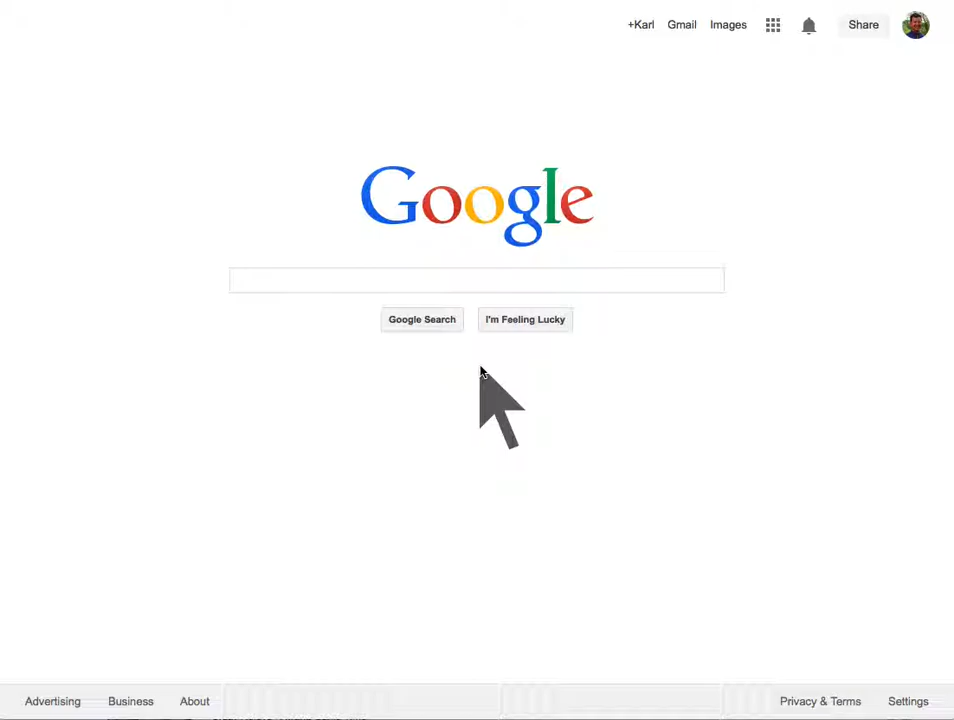 +Karl Gmail Images Share
Google
Google Search I'm Feeling Lucky
Advertising Business About Privacy & Terms Settings